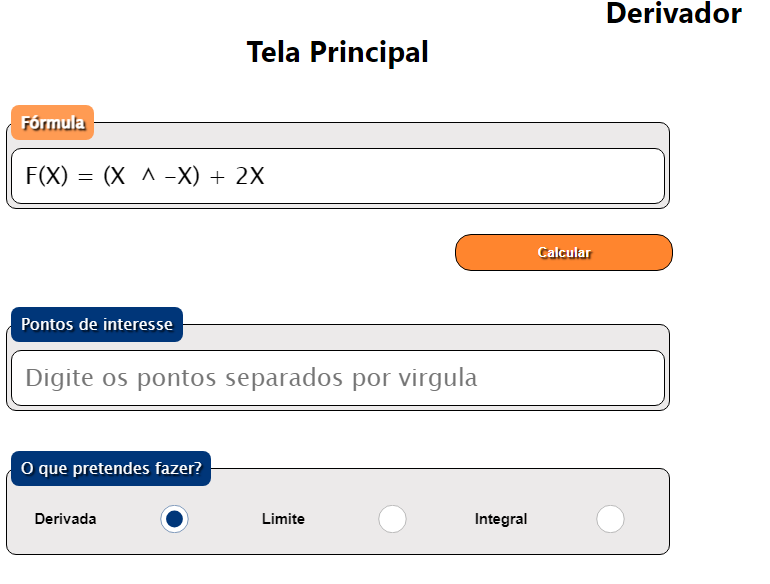 Derivador
Tela Principal
Fórmula
F(X) = (X ^ -X) + 2X
Calcular
Pontos de interesse
Digite os pontos separados por virgula
O que pretendes fazer?
Derivada Limite Integral